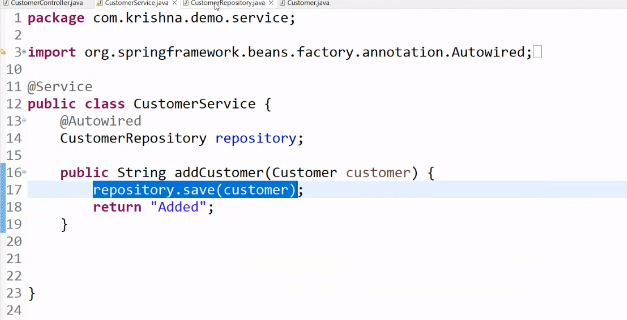 CustomerController.java CustomerService.java CustomerRepository.java Customer.java
1 package com.krishna.demo.service;
2
3 import org.springframework.beans.factory.annotation.Autowired;
10
11 @Service
12 public class CustomerService {
13 @Autowired
14 CustomerRepository repository;
15
16 public String addCustomer(Customer customer) {
17 repository.save(customer);
18 return "Added";
19 }
20
21
22
23 }
24